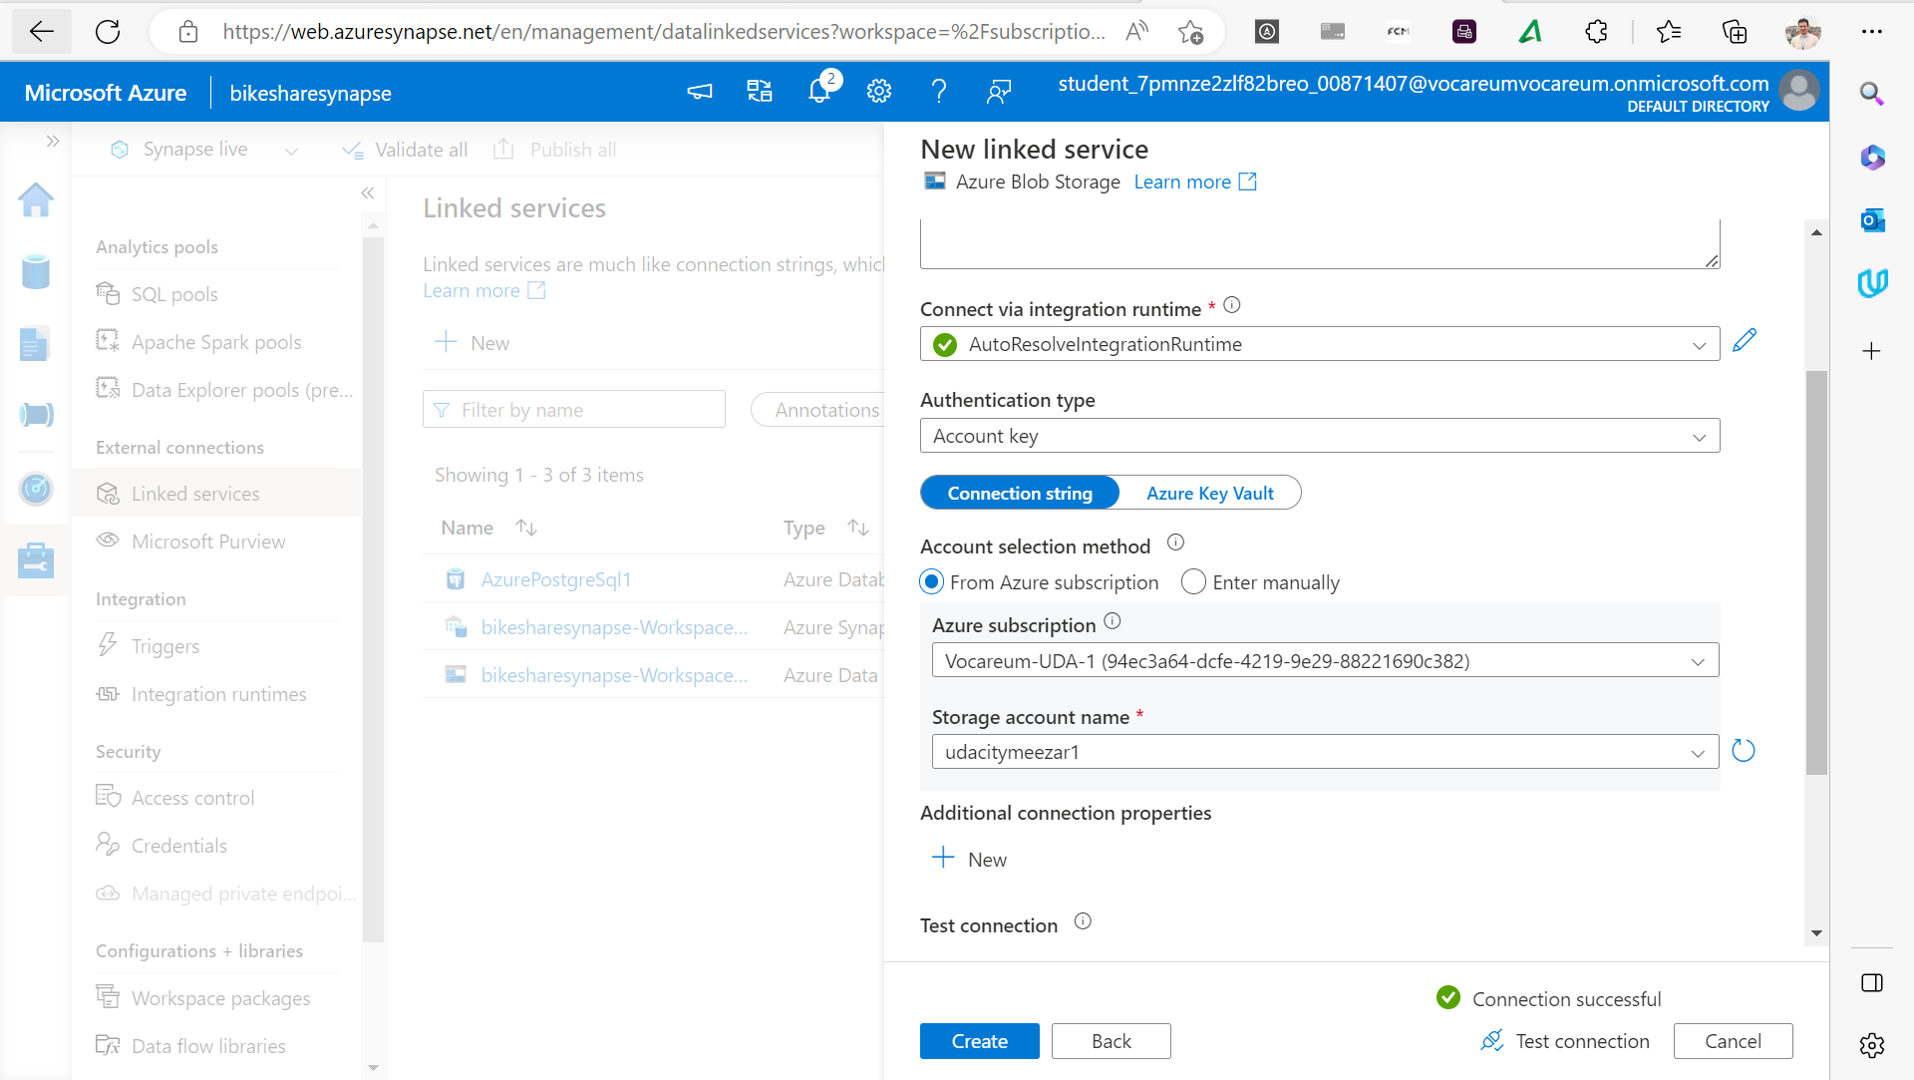 https://web.azuresynapse.net/en/management/datalinkedservices?workspace=%2Fsubscriptio...
FCM
Microsoft Azure
bikesharesynapse
2
student_7pmnze2zlf82breo_00871407@vocareumvocareum.onmicrosoft.com
DEFAULT DIRECTORY
Synapse live
Validate all
Publish all
Analytics pools
SQL pools
Apache Spark pools
Data Explorer pools (pre...
External connections
Linked services
Microsoft Purview
Integration
Triggers
Integration runtimes
Security
Access control
Credentials
Managed private endpoi...
Configurations + libraries
Workspace packages
Data flow libraries
Linked services
Linked services are much like connection strings, whic
Learn more
New
Filter by name
Annotations
Showing 1 - 3 of 3 items
Name
Type
AzurePostgreSql1
Azure Datab
bikesharesynapse-Workspace...
Azure Synap
bikesharesynapse-Workspace...
Azure Data
New linked service
Azure Blob Storage Learn more
Connect via integration runtime *
AutoResolveIntegrationRuntime
Authentication type
Account key
Connection string
Azure Key Vault
Account selection method
From Azure subscription
Enter manually
Azure subscription
Vocareum-UDA-1 (94ec3a64-dcfe-4219-9e29-88221690c382)
Storage account name *
udacitymeezar1
Additional connection properties
New
Test connection
Connection successful
Create
Back
Test connection
Cancel